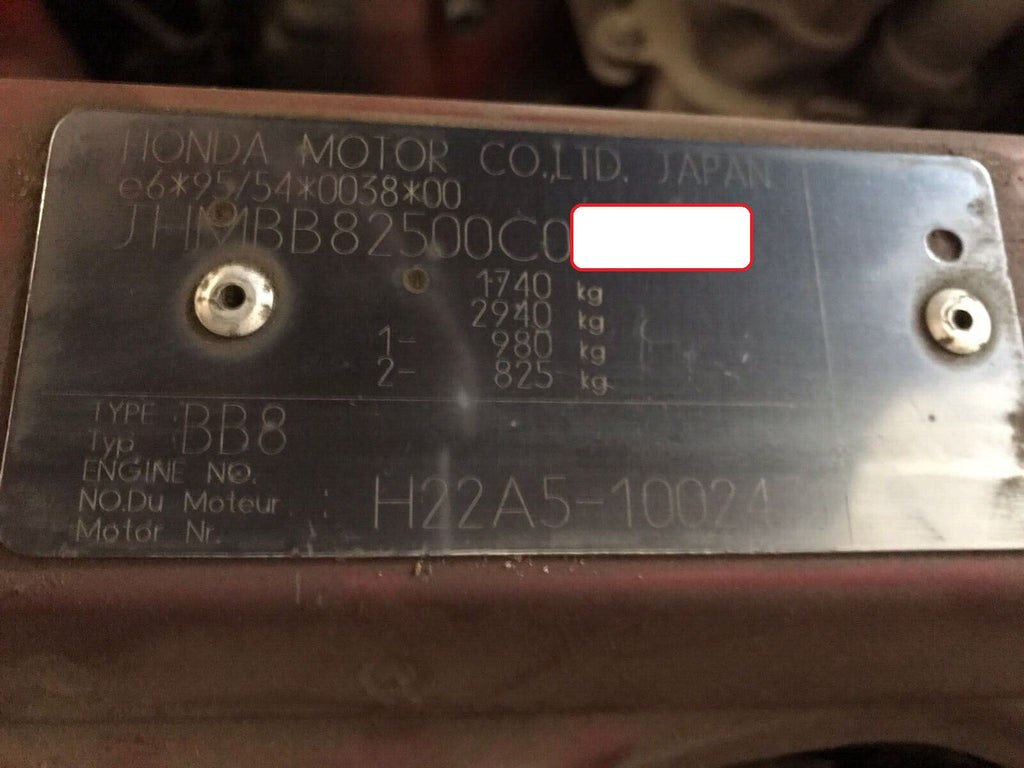 HONDA MOTOR CO.,LTD. JAPAN
e6*95/54*0038*00
JHMBB82500C0
1740 kg
2940 kg
1- 980 kg
2- 825 kg
TYPE
Typ BB8
ENGINE NO.
NO.Du Moteur : H22A5-10024
Motor Nr.